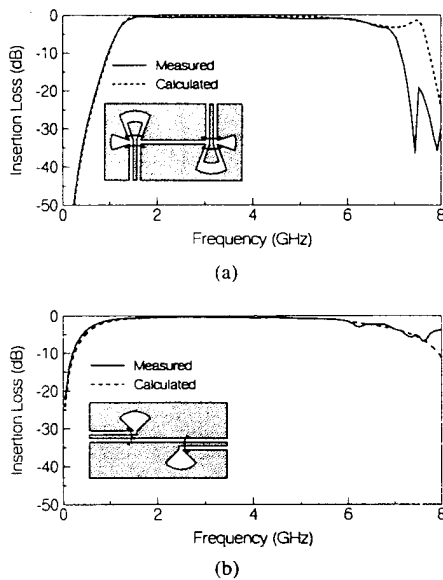 0
-10
-20
-30
-40
-50
Insertion Loss (dB)
Measured
Calculated
0 2 4 6 8
Frequency (GHz)
(a)
0
-10
-20
-30
-40
-50
Insertion Loss (dB)
Measured
Calculated
0 2 4 6 8
Frequency (GHz)
(b)